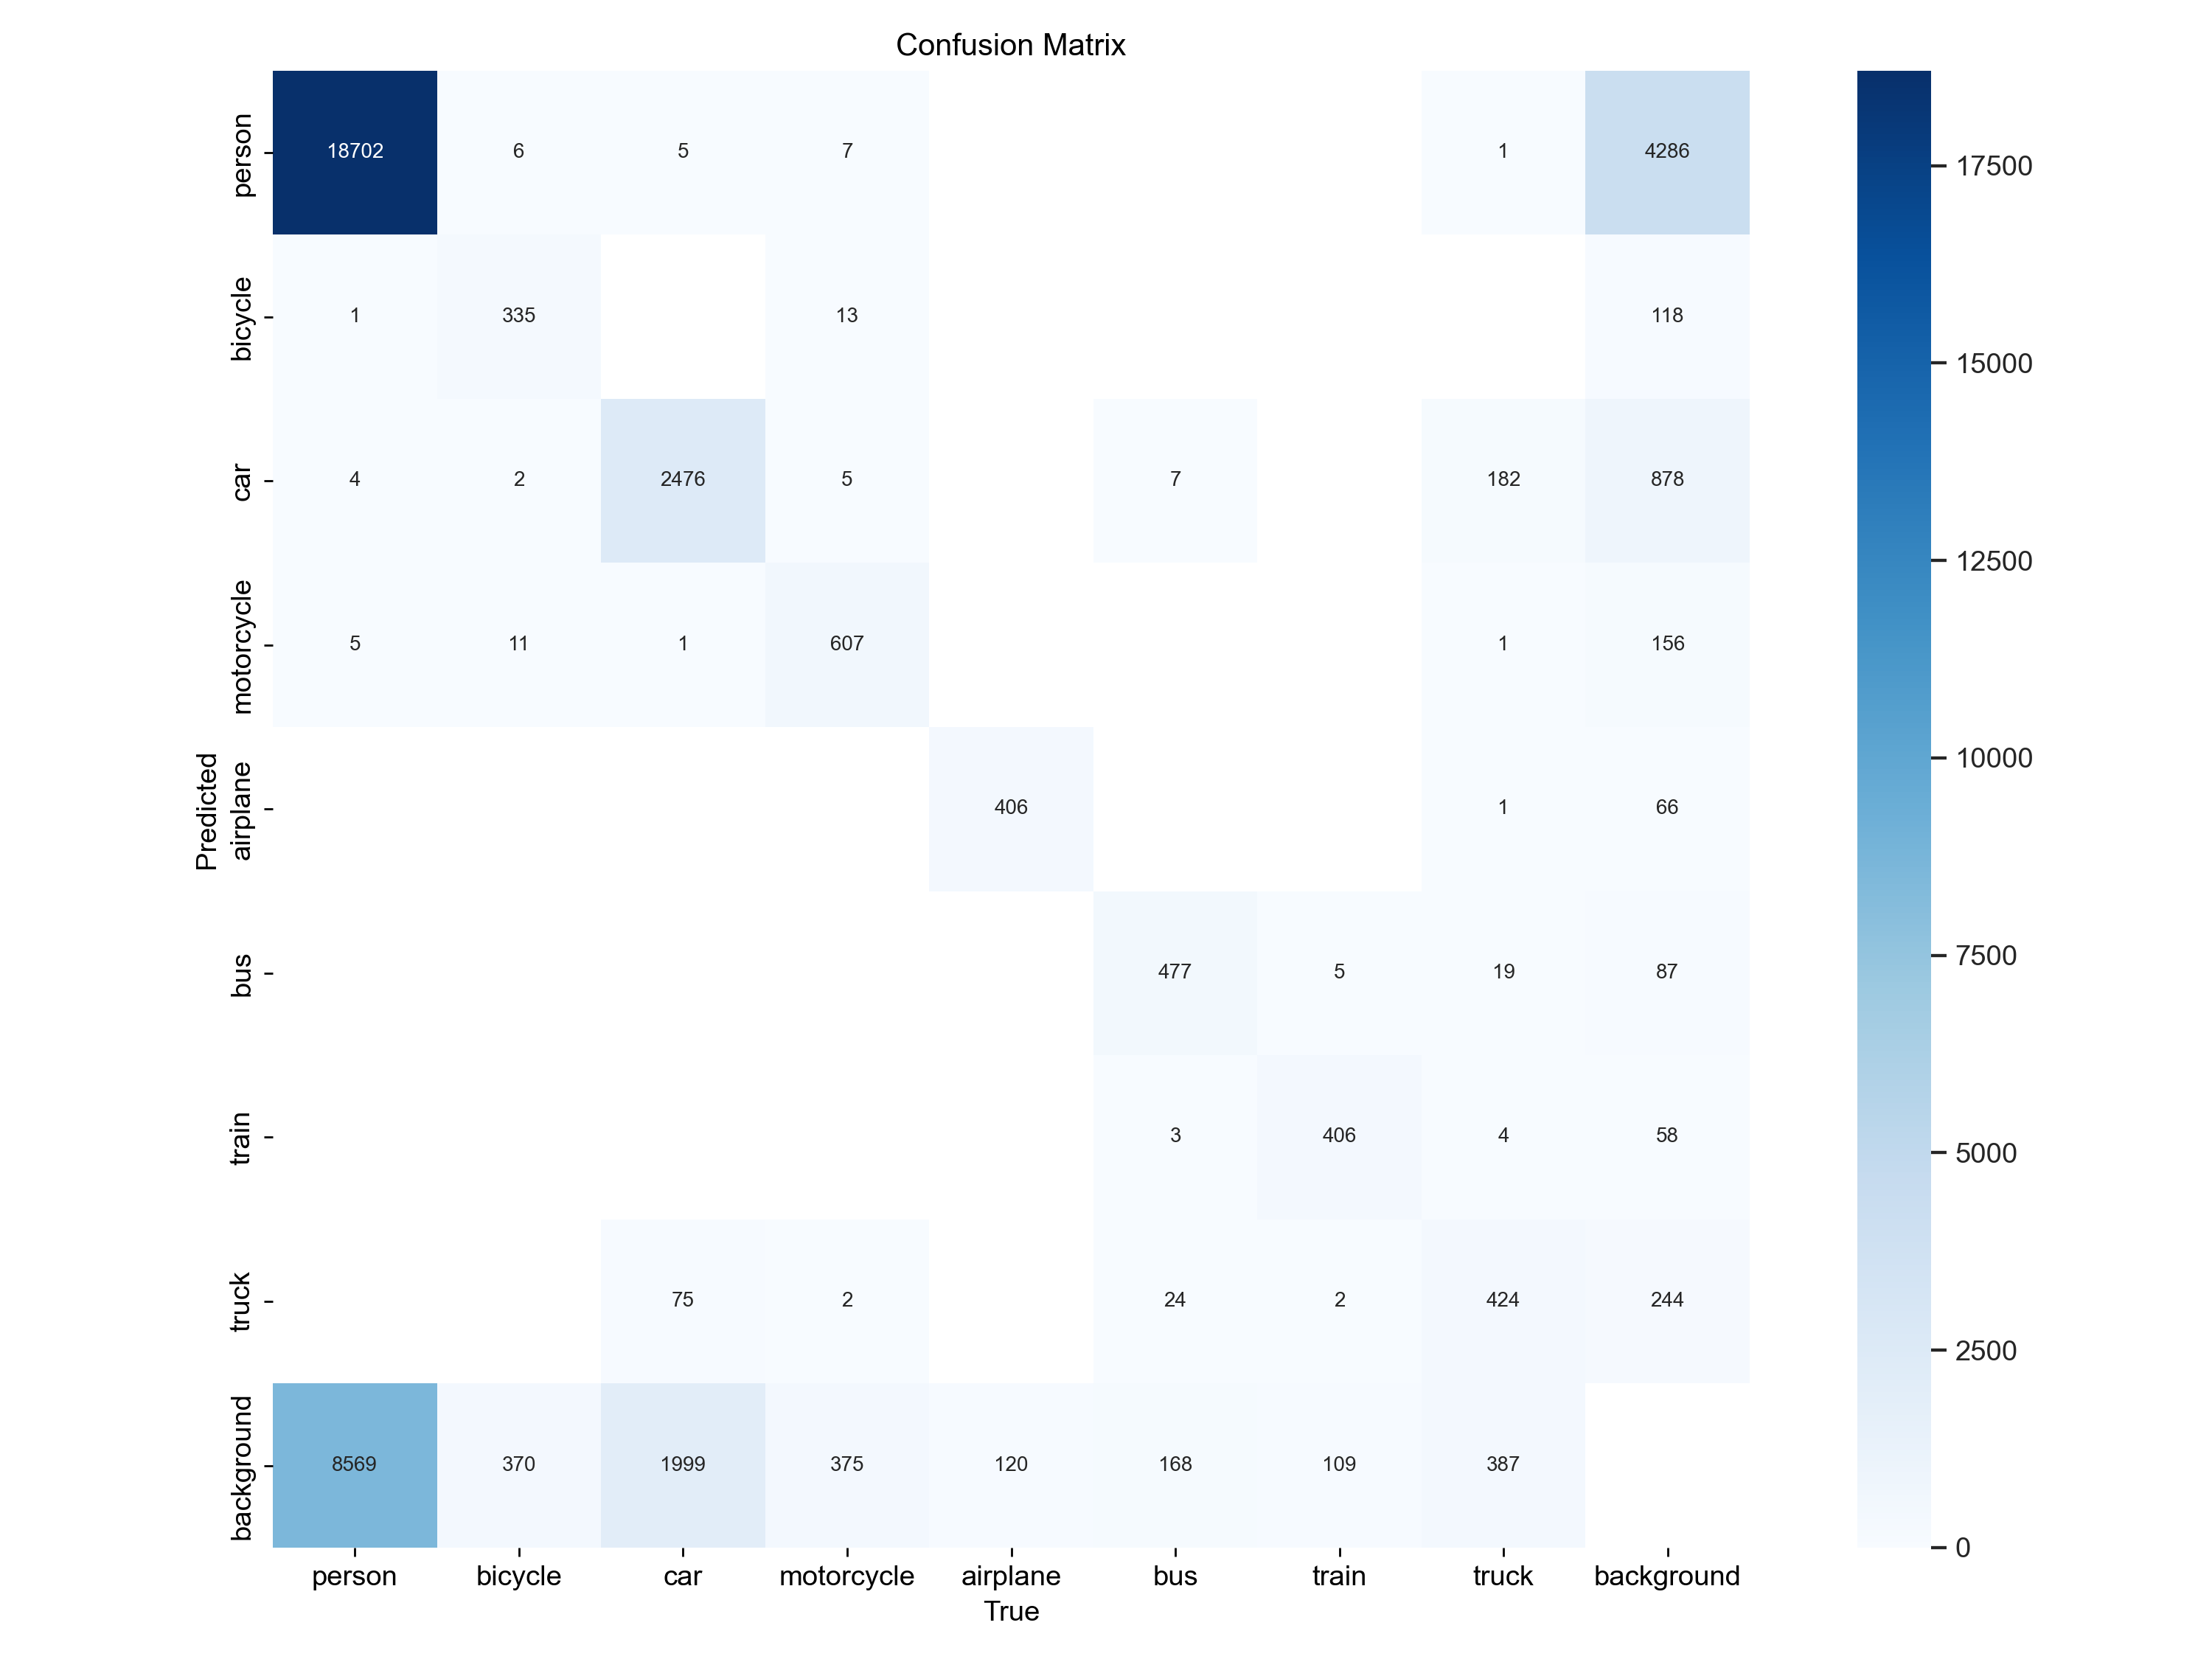 Confusion Matrix
person 18702 6 5 7 1 4286
bicycle 1 335 13 118
car 4 2 2476 5 7 182 878
motorcycle 5 11 1 607 1 156
Predicted
airplane 406 1 66
bus 477 5 19 87
train 3 406 4 58
truck 75 2 24 2 424 244
background 8569 370 1999 375 120 168 109 387
person bicycle car motorcycle airplane bus train truck background
True
17500
15000
12500
10000
7500
5000
2500
0